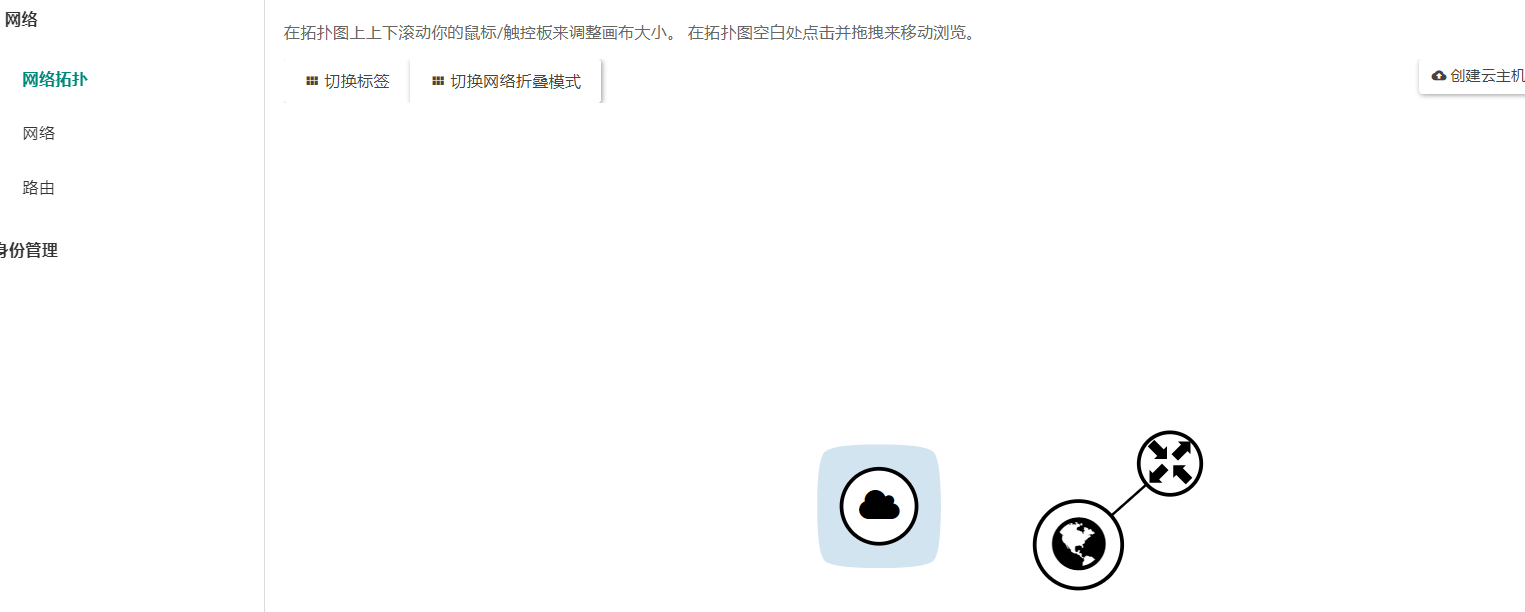 网络
在拓扑图上上下滚动你的鼠标/触控板来调整画布大小。 在拓扑图空白处点击并拖拽来移动浏览。
网络拓扑
切换标签
切换网络折叠模式
创建云主机
网络
路由
身份管理